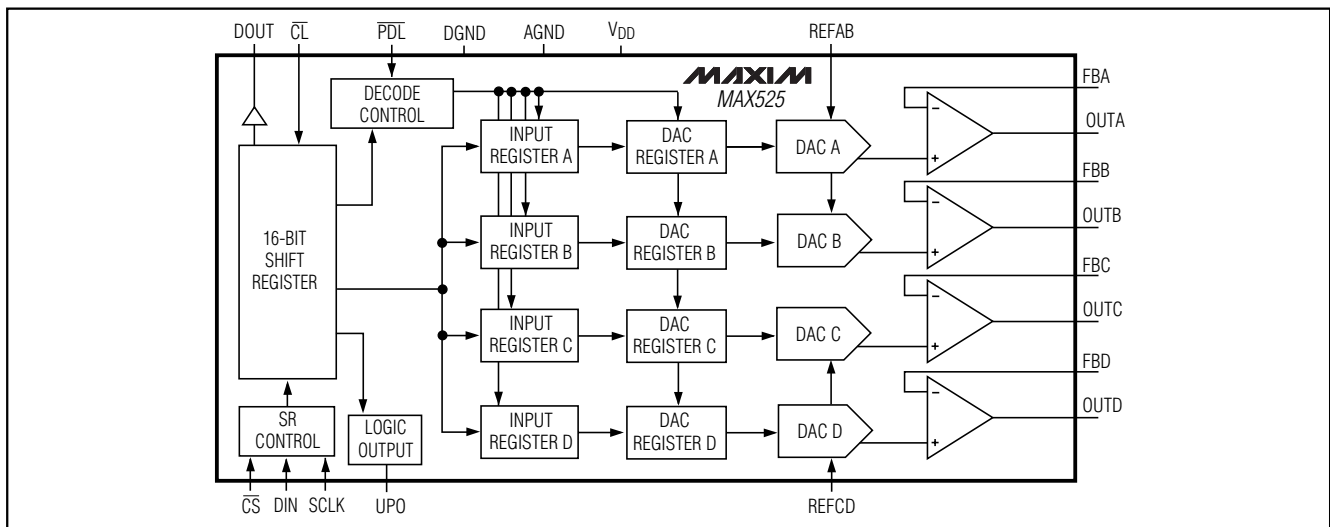 DOUT CL PDL DGND AGND VDD REFAB
MAXIM
MAX525
FBA
DECODE
CONTROL
INPUT
REGISTER A
DAC
REGISTER A
DAC A
OUTA
FBB
16-BIT
SHIFT
REGISTER
INPUT
REGISTER B
DAC
REGISTER B
DAC B
OUTB
FBC
INPUT
REGISTER C
DAC
REGISTER C
DAC C
OUTC
FBD
SR
CONTROL
LOGIC
OUTPUT
INPUT
REGISTER D
DAC
REGISTER D
DAC D
OUTD
CS DIN SCLK UPO REFCD